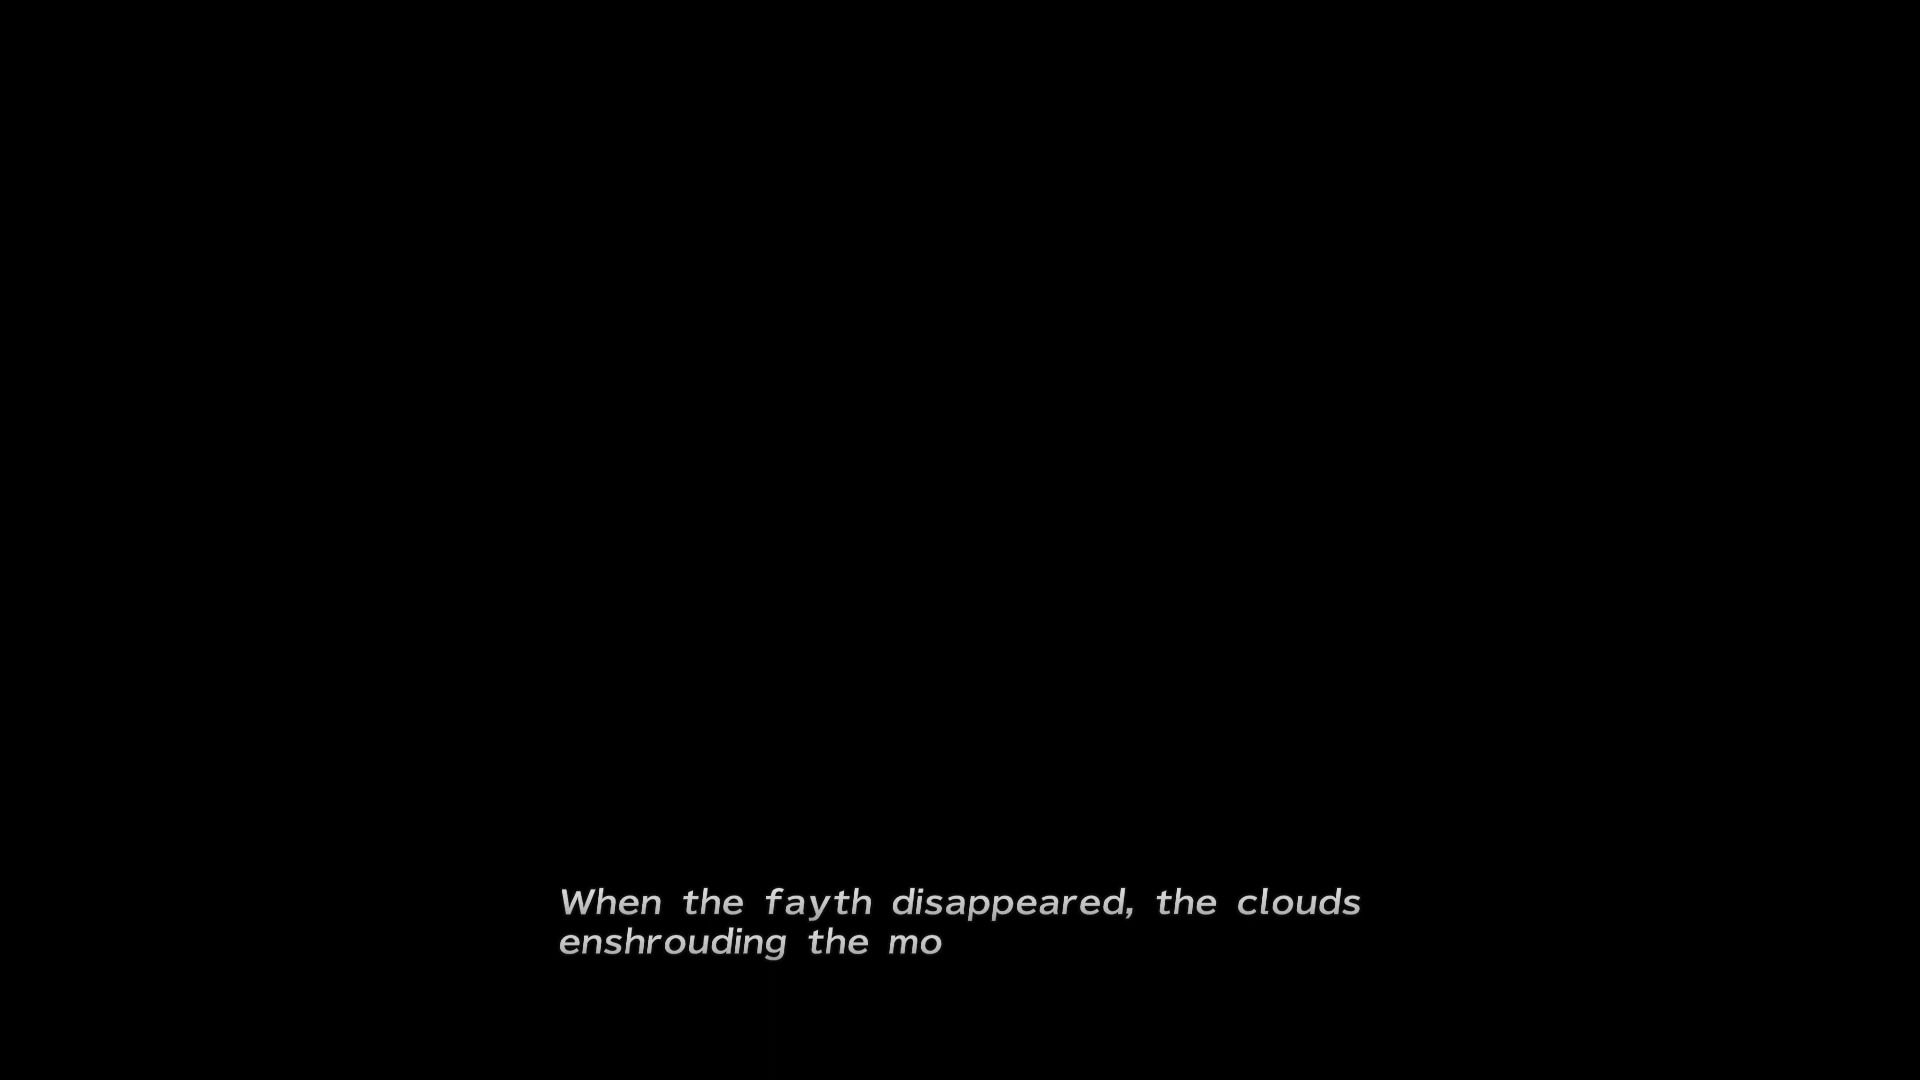 When the fayth disappeared, the clouds
enshrouding the mo